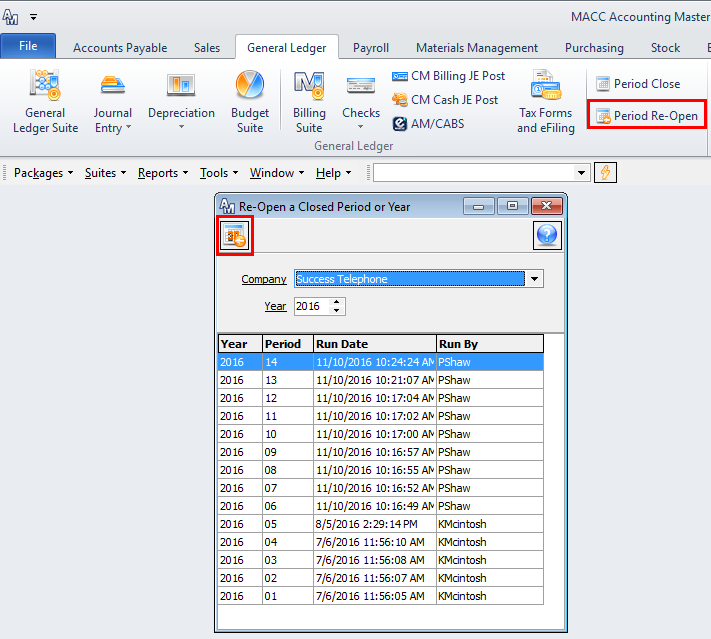 MACC Accounting Master
File Accounts Payable Sales General Ledger Payroll Materials Management Purchasing Stock
General Ledger Suite
Journal Entry
Depreciation
Budget Suite
Billing Suite
Checks
CM Billing JE Post
CM Cash JE Post
AM/CABS
Tax Forms and eFiling
Period Close
Period Re-Open
General Ledger
Packages Suites Reports Tools Window Help
Re-Open a Closed Period or Year
Company Success Telephone
Year 2016
Year Period Run Date Run By
2016 14 11/10/2016 10:24:24 AM PShaw
2016 13 11/10/2016 10:21:07 AM PShaw
2016 12 11/10/2016 10:17:04 AM PShaw
2016 11 11/10/2016 10:17:02 AM PShaw
2016 10 11/10/2016 10:17:00 AM PShaw
2016 09 11/10/2016 10:16:57 AM PShaw
2016 08 11/10/2016 10:16:55 AM PShaw
2016 07 11/10/2016 10:16:52 AM PShaw
2016 06 11/10/2016 10:16:49 AM PShaw
2016 05 8/5/2016 2:29:14 PM KMcintosh
2016 04 7/6/2016 11:56:10 AM KMcintosh
2016 03 7/6/2016 11:56:08 AM KMcintosh
2016 02 7/6/2016 11:56:07 AM KMcintosh
2016 01 7/6/2016 11:56:05 AM KMcintosh